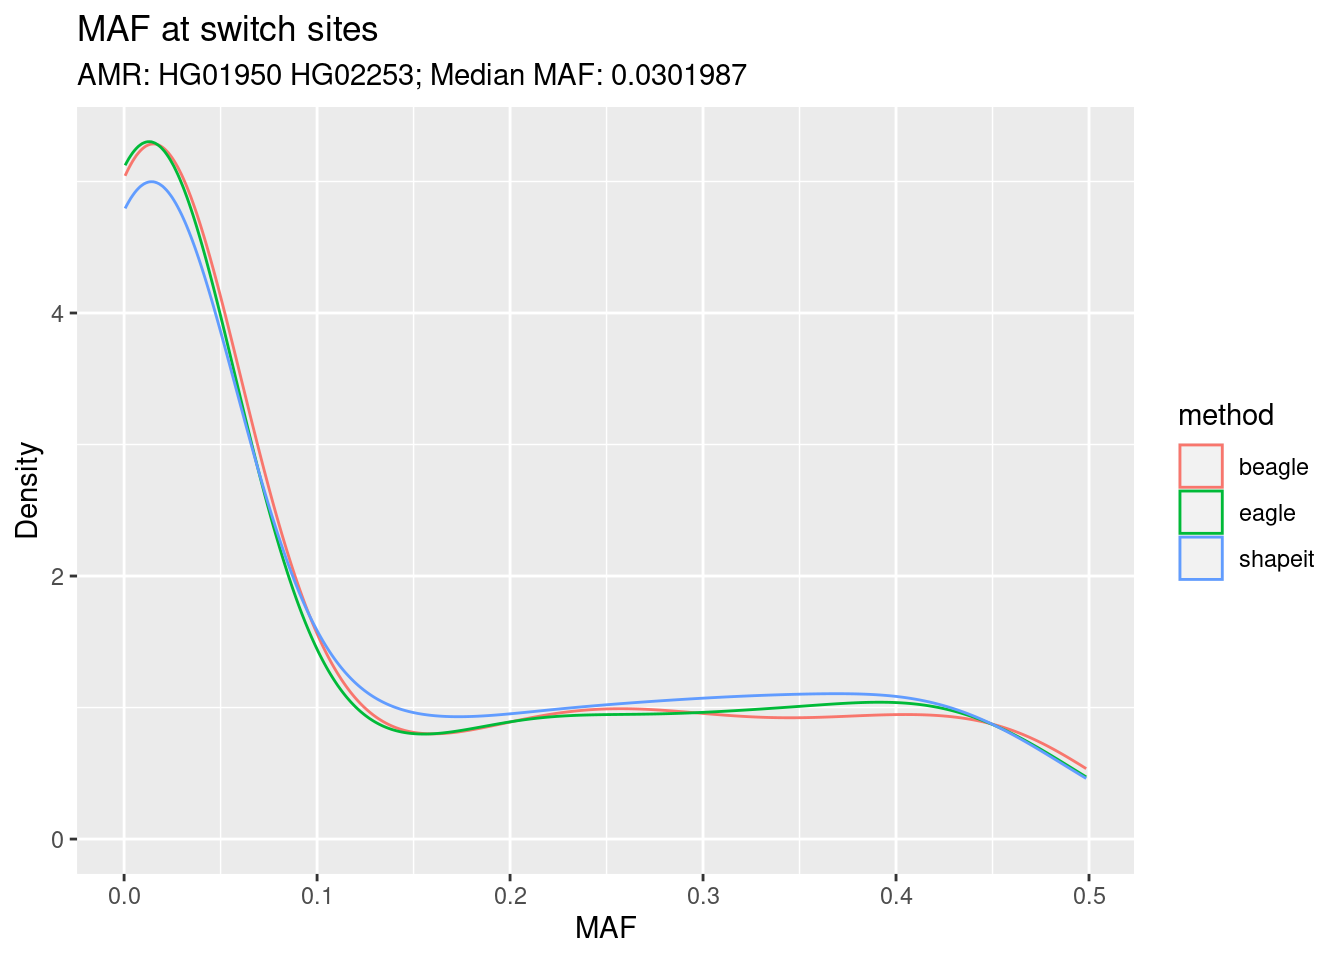 MAF at switch sites
AMR: HG01950 HG02253; Median MAF: 0.0301987
Density
4
2
0
0.0 0.1 0.2 0.3 0.4 0.5
MAF
method
beagle
eagle
shapeit